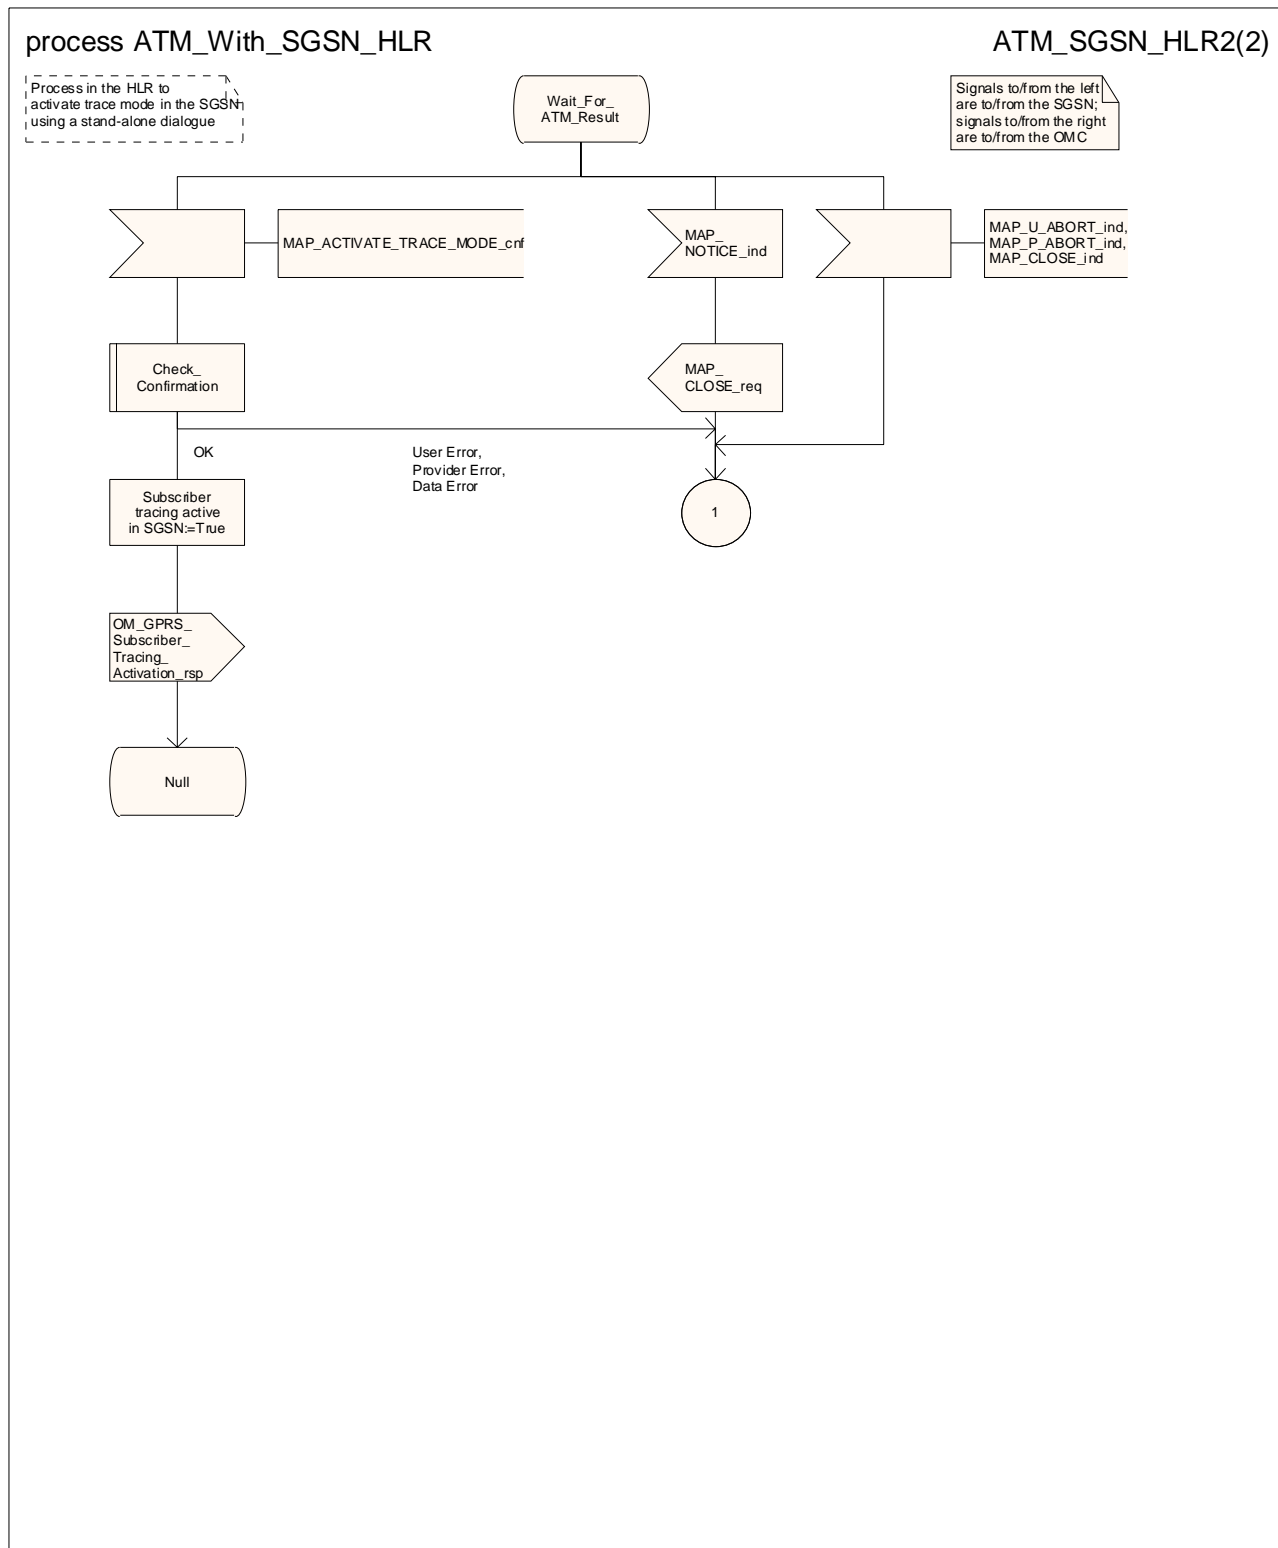 process ATM_With_SGSN_HLR
ATM_SGSN_HLR2(2)
Process in the HLR to
activate trace mode in the SGSN
using a stand-alone dialogue
Wait_For_
ATM_Result
Signals to/from the left
are to/from the SGSN;
signals to/from the right
are to/from the OMC
MAP_ACTIVATE_TRACE_MODE_cnf
MAP_
NOTICE_ind
MAP_U_ABORT_ind,
MAP_P_ABORT_ind,
MAP_CLOSE_ind
Check_
Confirmation
MAP_
CLOSE_req
OK
User Error,
Provider Error,
Data Error
Subscriber
tracing active
in SGSN:=True
1
OM_GPRS_
Subscriber_
Tracing_
Activation_rsp
Null